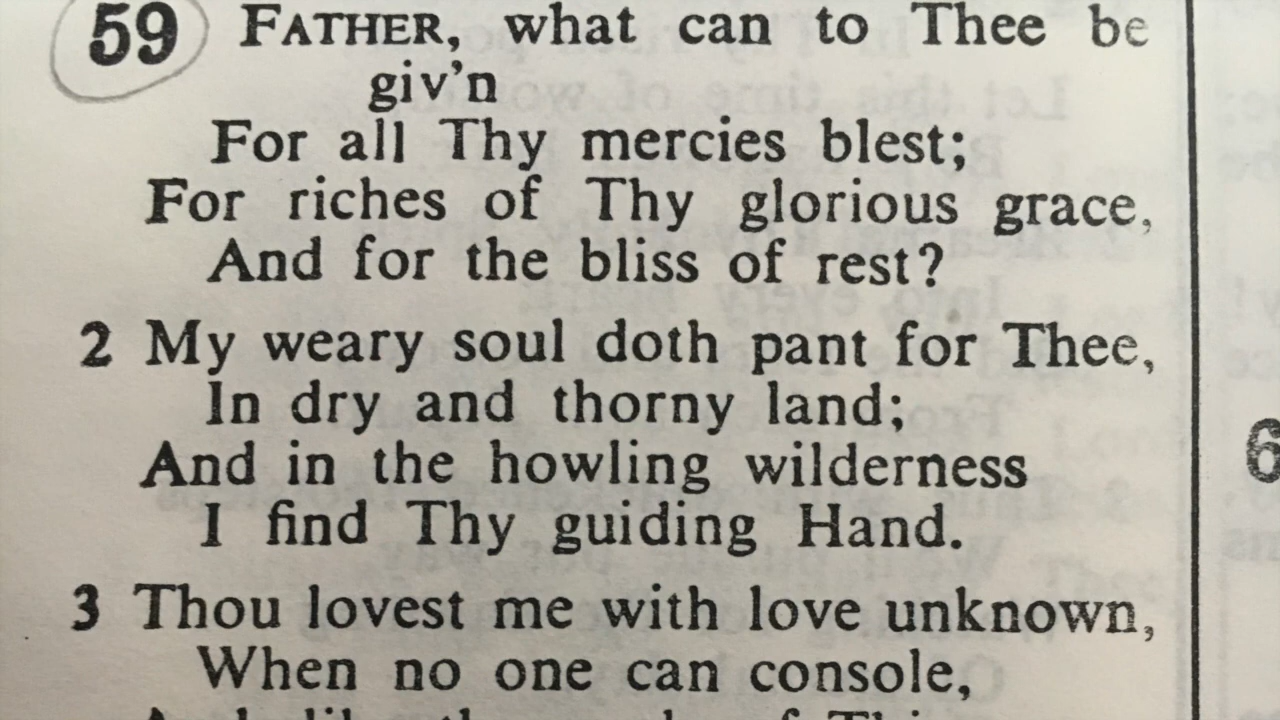 59 FATHER, what can to Thee be
giv'n
For all Thy mercies blest;
For riches of Thy glorious grace,
And for the bliss of rest?
2 My weary soul doth pant for Thee,
In dry and thorny land;
And in the howling wilderness
I find Thy guiding Hand.
3 Thou lovest me with love unknown,
When no one can console,
6